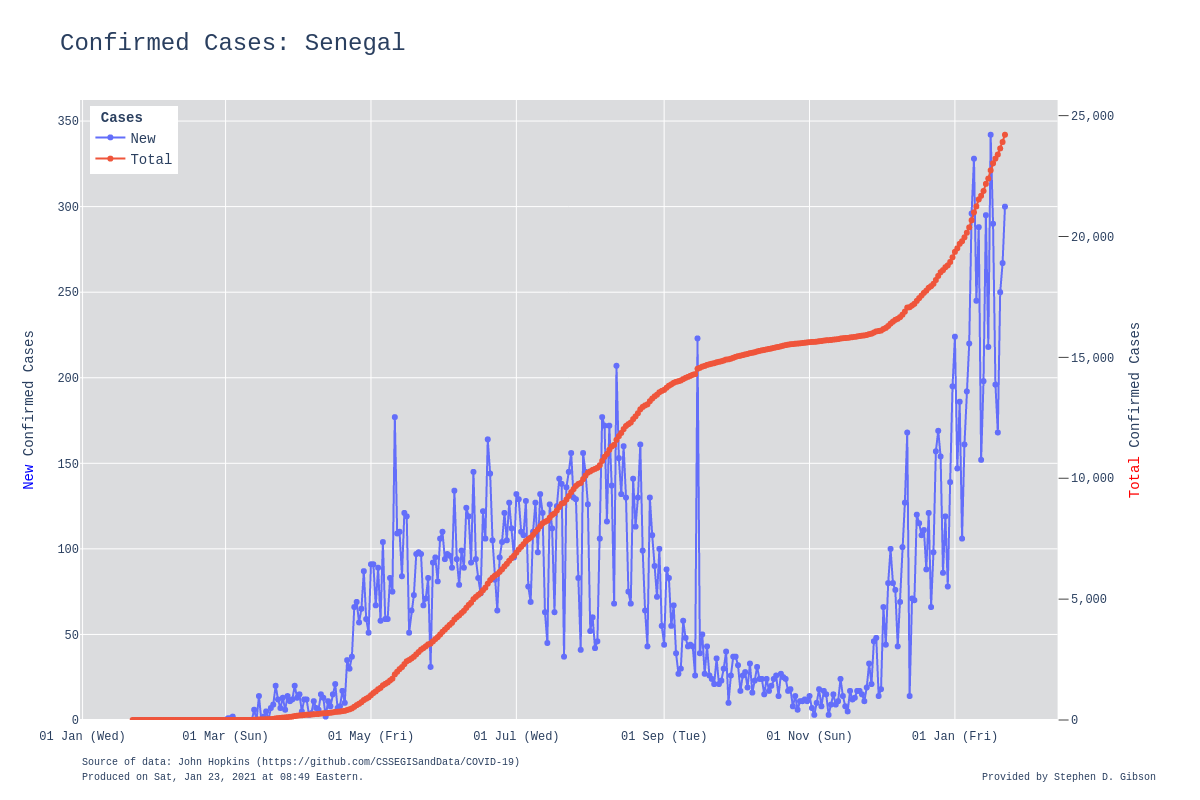 Confirmed Cases: Senegal
Cases
New
Total
350
300
250
200
150
100
50
0
25,000
20,000
15,000
10,000
5,000
0
New Confirmed Cases
Total Confirmed Cases
01 Jan (Wed)
01 Mar (Sun)
01 May (Fri)
01 Jul (Wed)
01 Sep (Tue)
01 Nov (Sun)
01 Jan (Fri)
Source of data: John Hopkins (https://github.com/CSSEGISandData/COVID-19)
Produced on Sat, Jan 23, 2021 at 08:49 Eastern.
Provided by Stephen D. Gibson